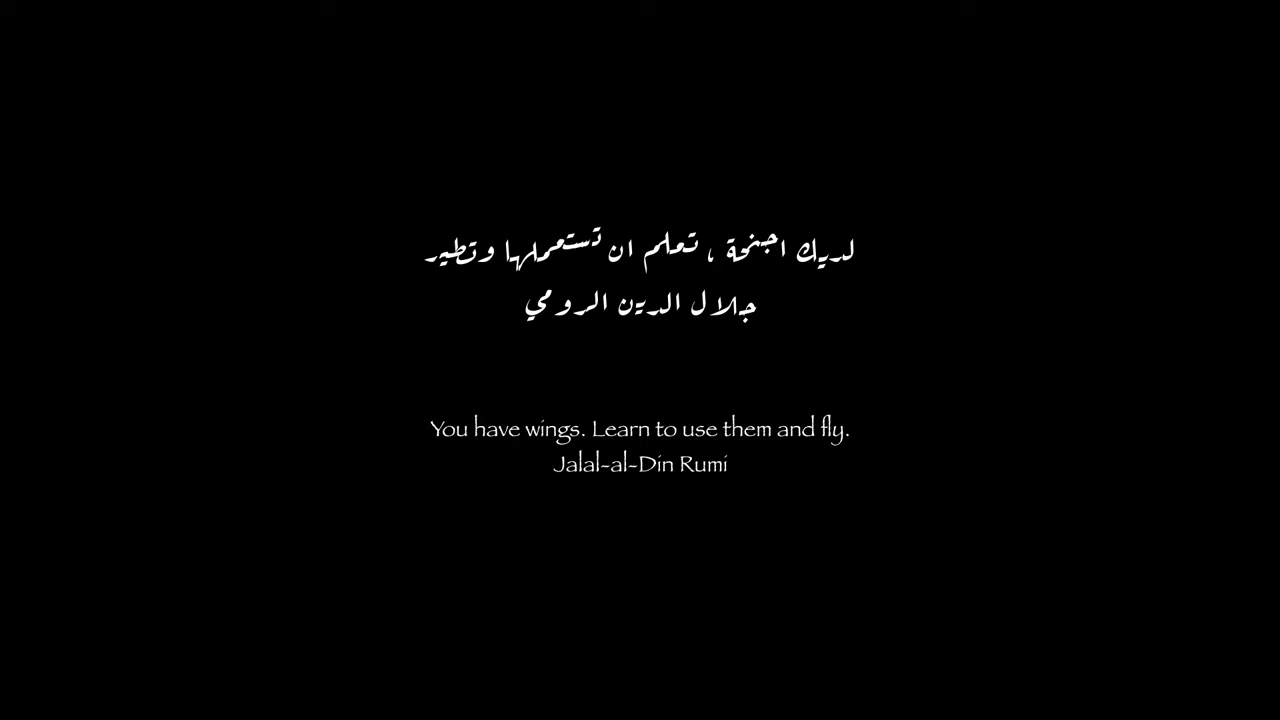 لديك اجنحة ، تعلم ان تستعملها وتطير
جلال الدين الرومي
You have wings. Learn to use them and fly.
Jalal-al-Din Rumi